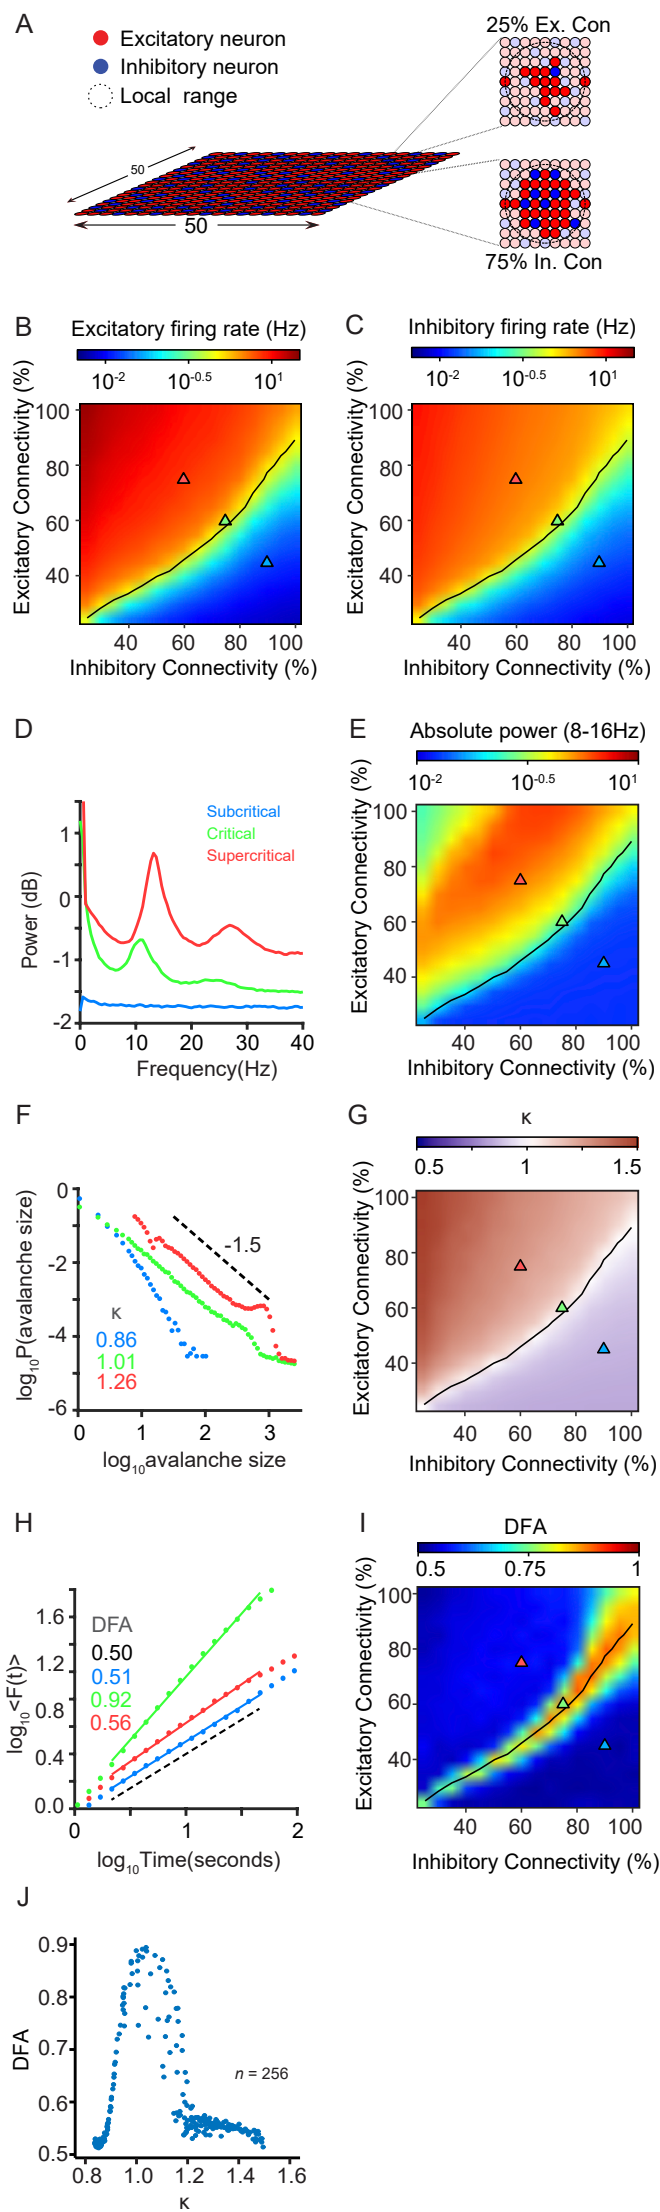 A
Excitatory neuron
Inhibitory neuron
Local range
25% Ex. Con
50
50
75% In. Con
B
Excitatory firing rate (Hz)
10-2 10-0.5 101
Excitatory Connectivity (%)
100
80
60
40
40 60 80 100
Inhibitory Connectivity (%)
C
Inhibitory firing rate (Hz)
10-2 10-0.5 101
Excitatory Connectivity (%)
100
80
60
40
40 60 80 100
Inhibitory Connectivity (%)
D
Subcritical
Critical
Supercritical
Power (dB)
1
0
-1
-2
0 10 20 30 40
Frequency(Hz)
E
Absolute power (8-16Hz)
10-2 10-0.5 101
Excitatory Connectivity (%)
100
80
60
40
40 60 80 100
Inhibitory Connectivity (%)
F
log10P(avalanche size)
0
-2
-4
-6
-1.5
κ
0.86
1.01
1.26
0 1 2 3
log10avalanche size
G
κ
0.5 1 1.5
Excitatory Connectivity (%)
100
80
60
40
40 60 80 100
Inhibitory Connectivity (%)
H
log10<F(t)>
1.6
1.2
0.8
0.4
0.0
DFA
0.50
0.51
0.92
0.56
0 1 2
log10Time(seconds)
I
DFA
0.5 0.75 1
Excitatory Connectivity (%)
100
80
60
40
40 60 80 100
Inhibitory Connectivity (%)
J
DFA
0.9
0.8
0.7
0.6
0.5
n = 256
0.8 1.0 1.2 1.4 1.6
κ